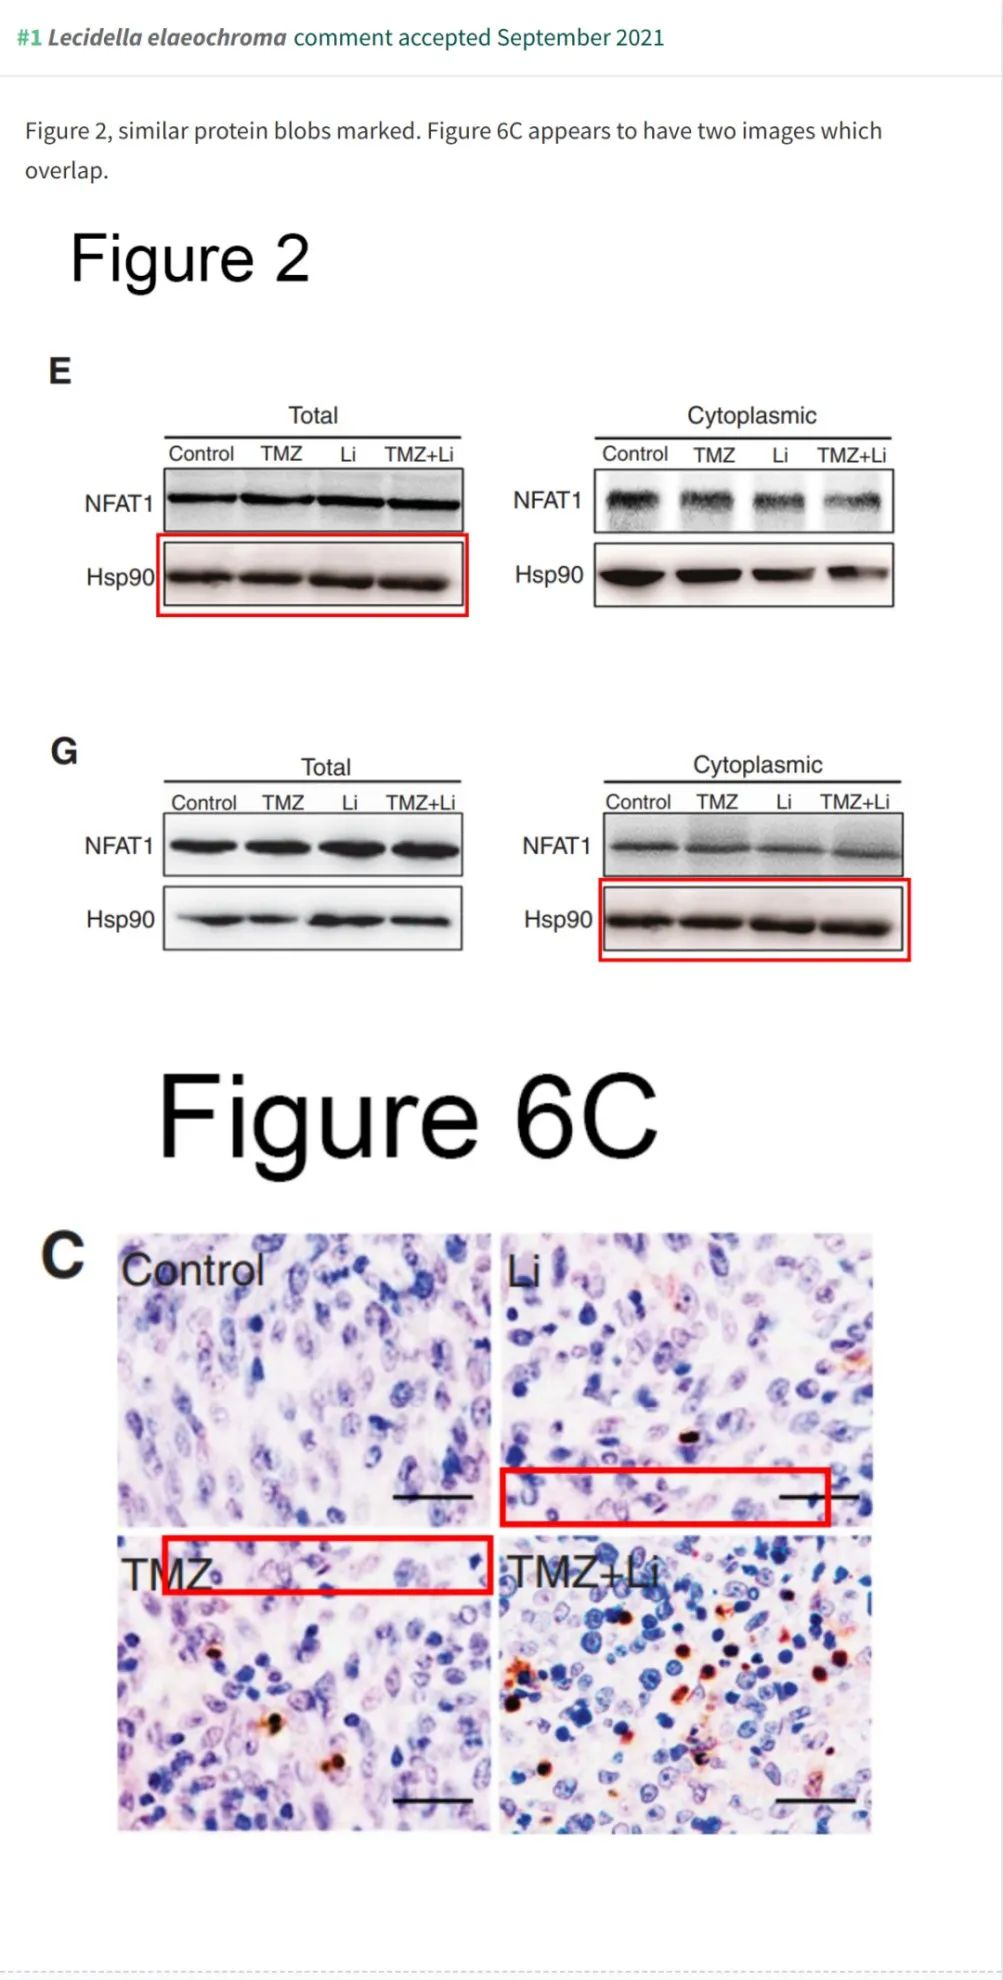 #1 Lecidella elaeochroma comment accepted September 2021
Figure 2, similar protein blobs marked. Figure 6C appears to have two images which
overlap.
Figure 2
E
Total
Control TMZ Li TMZ+Li
NFAT1
Hsp90
Cytoplasmic
Control TMZ Li TMZ+Li
NFAT1
Hsp90
G
Total
Control TMZ Li TMZ+Li
NFAT1
Hsp90
Cytoplasmic
Control TMZ Li TMZ+Li
NFAT1
Hsp90
Figure 6C
C
Control
Li
TMZ
TMZ+Li